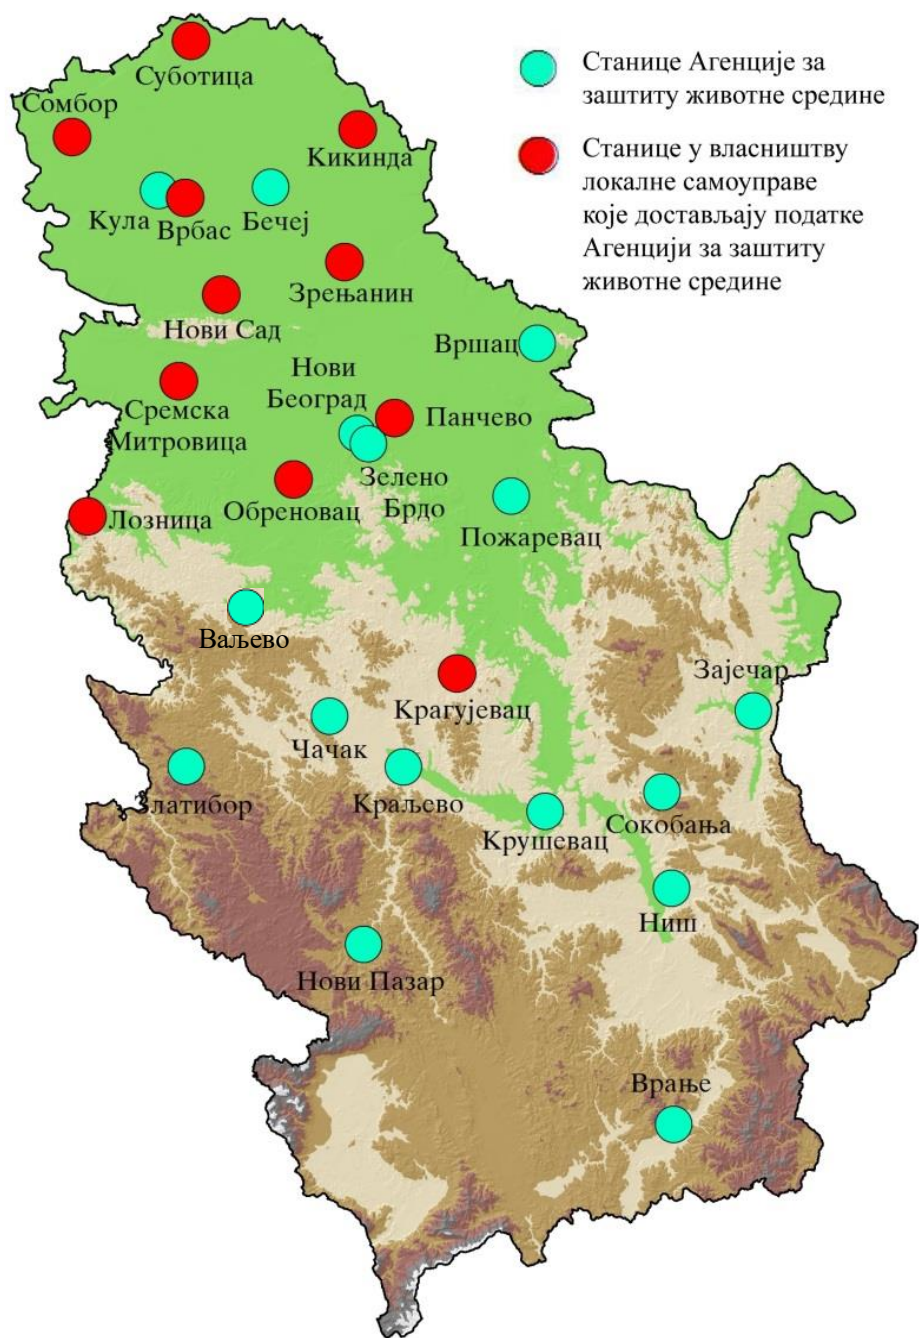 Станице Агенције за
заштиту животне средине
Станице у власништву
локалне самоуправе
које достављају податке
Агенцији за заштиту
животне средине
Суботица
Сомбор
Кикинда
Кула
Врбас
Бечеј
Зрењанин
Нови Сад
Вршац
Нови
Београд
Сремска
Митровица
Панчево
Зелено
Брдо
Обреновац
Лозница
Пожаревац
Ваљево
Зајечар
Крагујевац
Чачак
Златибор
Краљево
Крушевац
Сокобања
Ниш
Нови Пазар
Врање